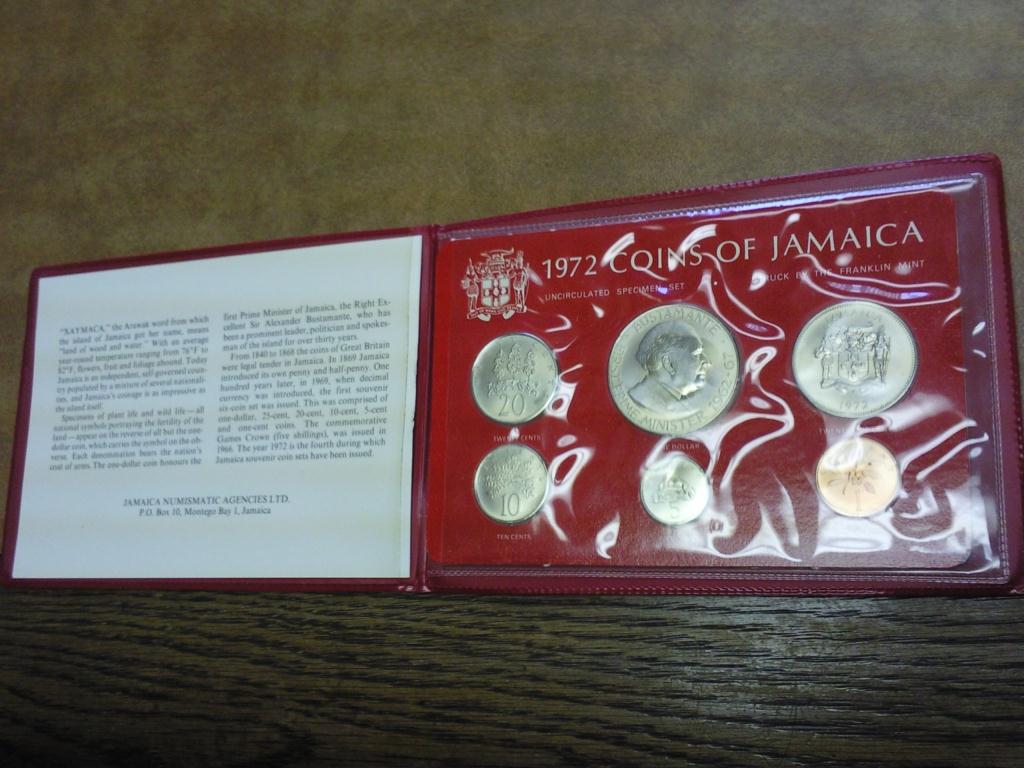 "XAYMACA," the Arawak word from which
the island of Jamaica got her name, means
"land of wood and water." With an average
year-round temperature ranging from 76°F to
82°F, flowers, fruit and foliage abound. Today
Jamaica is an independent, self-governed coun-
try populated by a mixture of several nationali-
ties, and Jamaica's coinage is as impressive as
the island itself.
Specimens of plant life and wild life — all
national symbols portraying the fertility of the
land — appear on the reverse of all but the one-
dollar coin, which carries the symbol on the ob-
verse. Each denomination bears the nation's
coat of arms. The one-dollar coin honours the
first Prime Minister of Jamaica, the Right Ex-
cellent Sir Alexander Bustamante, who has
been a prominent leader, politician and spokes-
man of the island for over thirty years.
From 1840 to 1868 the coins of Great Britain
were legal tender in Jamaica. In 1869 Jamaica
introduced its own penny and half-penny. One
hundred years later, in 1969, when decimal
currency was introduced, the first souvenir
six-coin set was issued. This was comprised of
one-dollar, 25-cent, 20-cent, 10-cent, 5-cent
and one-cent coins. The commemorative
Games Crown (five shillings), was issued in
1966. The year 1972 is the fourth during which
Jamaica souvenir coin sets have been issued.
JAMAICA NUMISMATIC AGENCIES LTD.
P.O. Box 10, Montego Bay 1, Jamaica
1972 COINS OF JAMAICA
UNCIRCULATED SPECIMEN SET
BY THE FRANKLIN MINT
20
BUSTAMANTE
PRIME MINISTER 1962-67
1972
TWENTY CENTS
DOLLAR
10
5
1
TEN CENTS